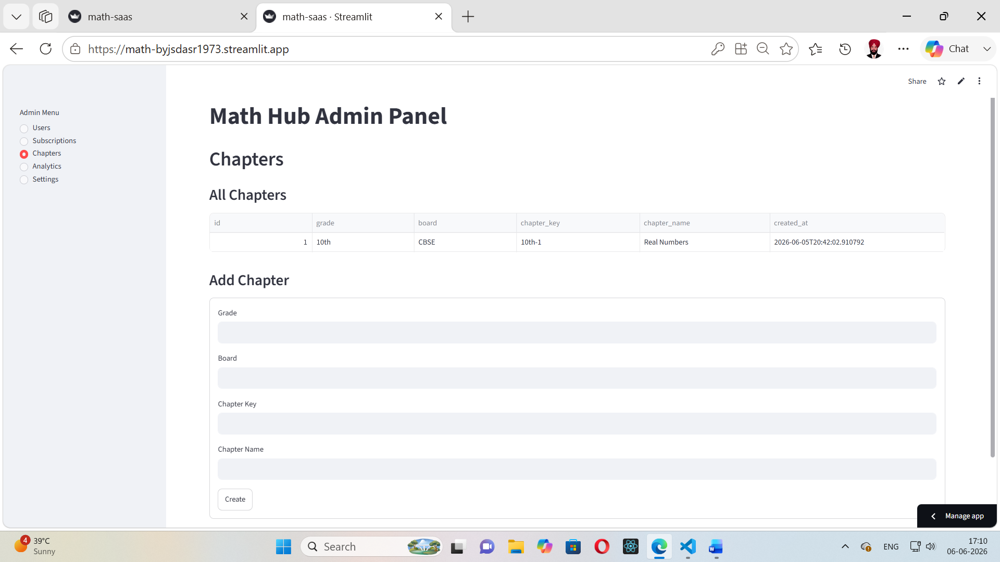 math-saas
math-saas · Streamlit
https://math-byjsdasr1973.streamlit.app
Chat
Share
Admin Menu
Users
Subscriptions
Chapters
Analytics
Settings
Math Hub Admin Panel
Chapters
All Chapters
id grade board chapter_key chapter_name created_at
1 10th CBSE 10th-1 Real Numbers 2026-06-05T20:42:02.910792
Add Chapter
Grade
Board
Chapter Key
Chapter Name
Create
Manage app
4
39°C
Sunny
Search
ENG
17:10
06-06-2026